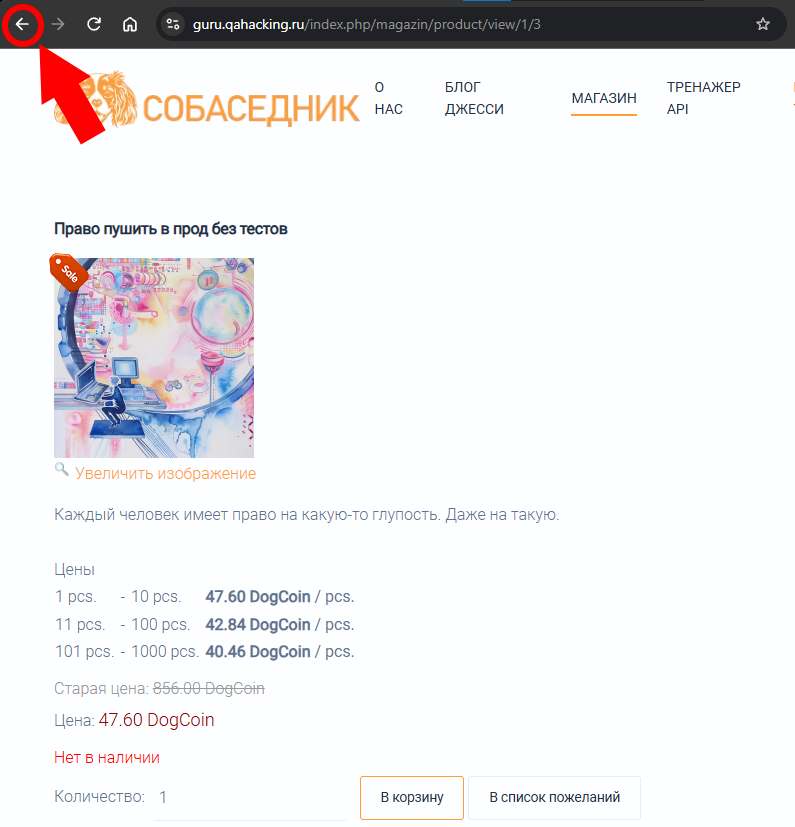 guru.qahacking.ru/index.php/magazin/product/view/1/3
СОБАСЕДНИК
О
НАС
БЛОГ
ДЖЕССИ
МАГАЗИН
ТРЕНАЖЕР
API
Право пушить в прод без тестов
Sale
Увеличить изображение
Каждый человек имеет право на какую-то глупость. Даже на такую.
Цены
1 pcs. - 10 pcs. 47.60 DogCoin / pcs.
11 pcs. - 100 pcs. 42.84 DogCoin / pcs.
101 pcs. - 1000 pcs. 40.46 DogCoin / pcs.
Старая цена: 856.00 DogCoin
Цена: 47.60 DogCoin
Нет в наличии
Количество: 1 В корзину В список пожеланий